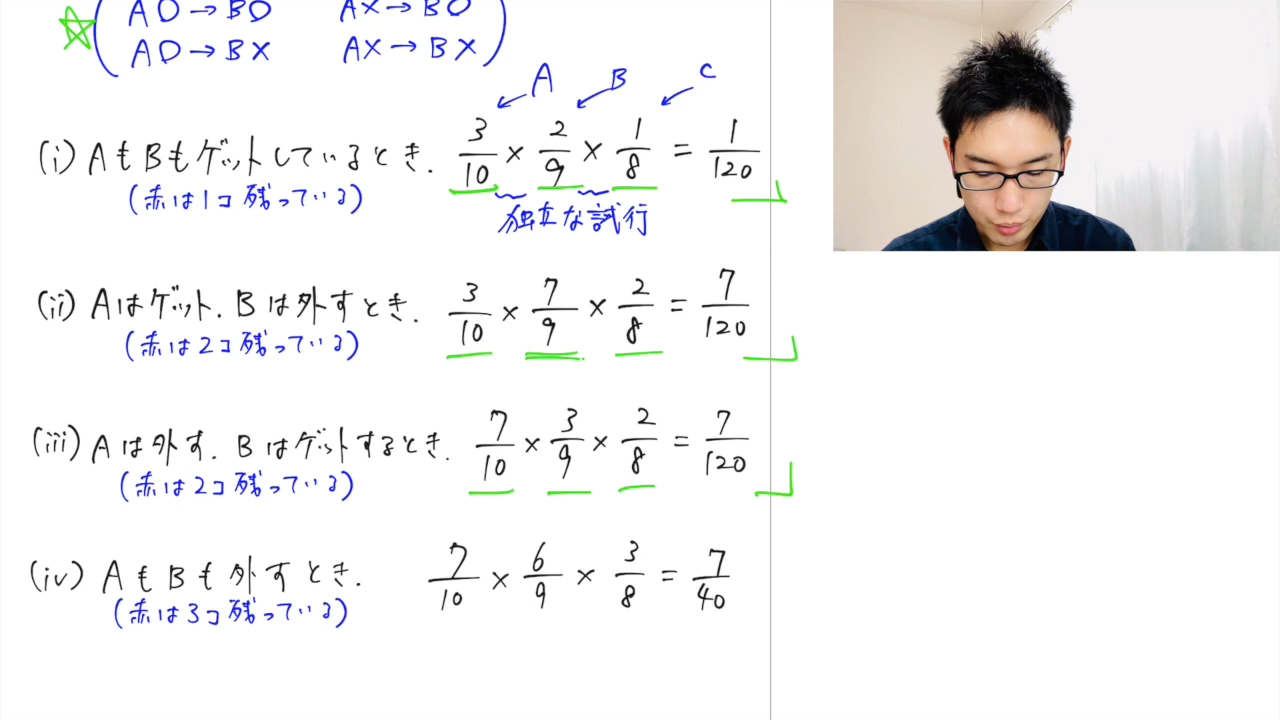 ☆ AO→BO AX→BO
AO→BX AX→BX
A B C
(i) AもBもゲットしているとき. 3/10 × 2/9 × 1/8 = 1/120
(赤は1コ残っている)
独立な試行
(ii) Aはゲット. Bは外すとき. 3/10 × 7/9 × 2/8 = 7/120
(赤は2コ残っている)
(iii) Aは外す. Bはゲットするとき. 7/10 × 3/9 × 2/8 = 7/120
(赤は2コ残っている)
(iv) AもBも外すとき. 7/10 × 6/9 × 3/8 = 7/40
(赤は3コ残っている)